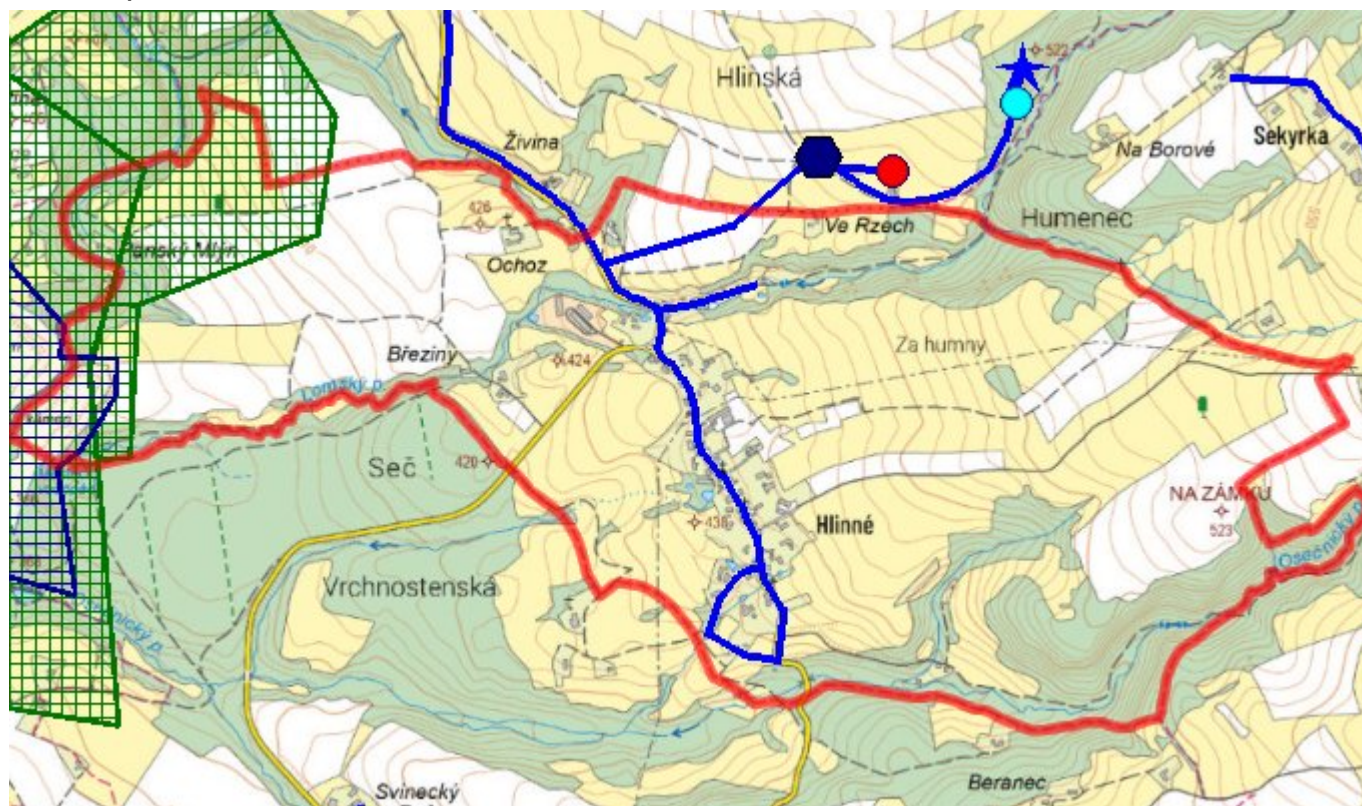 522
Hlinská
Živina
Sekyrka
Na Borové
426
Humenec
Ve Rzech
Panský Mlýn
Ochoz
Za humny
Březiny
424
Lomský p.
Seč
420
NA ZÁMKU
438
Hlinné
523
Osečnický p.
Vrchnostenská
Beranec
Svinecký